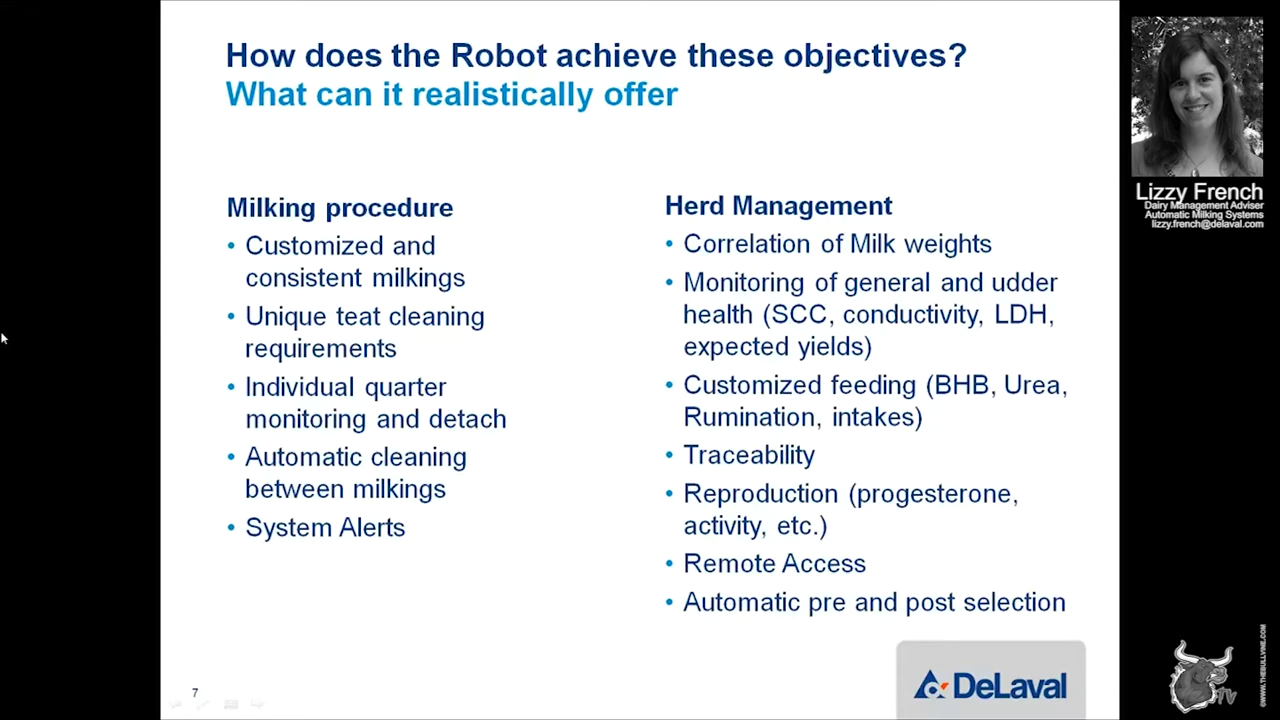 How does the Robot achieve these objectives?
What can it realistically offer
Milking procedure
• Customized and
consistent milkings
• Unique teat cleaning
requirements
• Individual quarter
monitoring and detach
• Automatic cleaning
between milkings
• System Alerts
Herd Management
• Correlation of Milk weights
• Monitoring of general and udder
health (SCC, conductivity, LDH,
expected yields)
• Customized feeding (BHB, Urea,
Rumination, intakes)
• Traceability
• Reproduction (progesterone,
activity, etc.)
• Remote Access
• Automatic pre and post selection
7
DeLaval
Lizzy French
Dairy Management Adviser
Automatic Milking Systems
lizzy.french@delaval.com
TV
©WWW.THEBULLVINE.COM